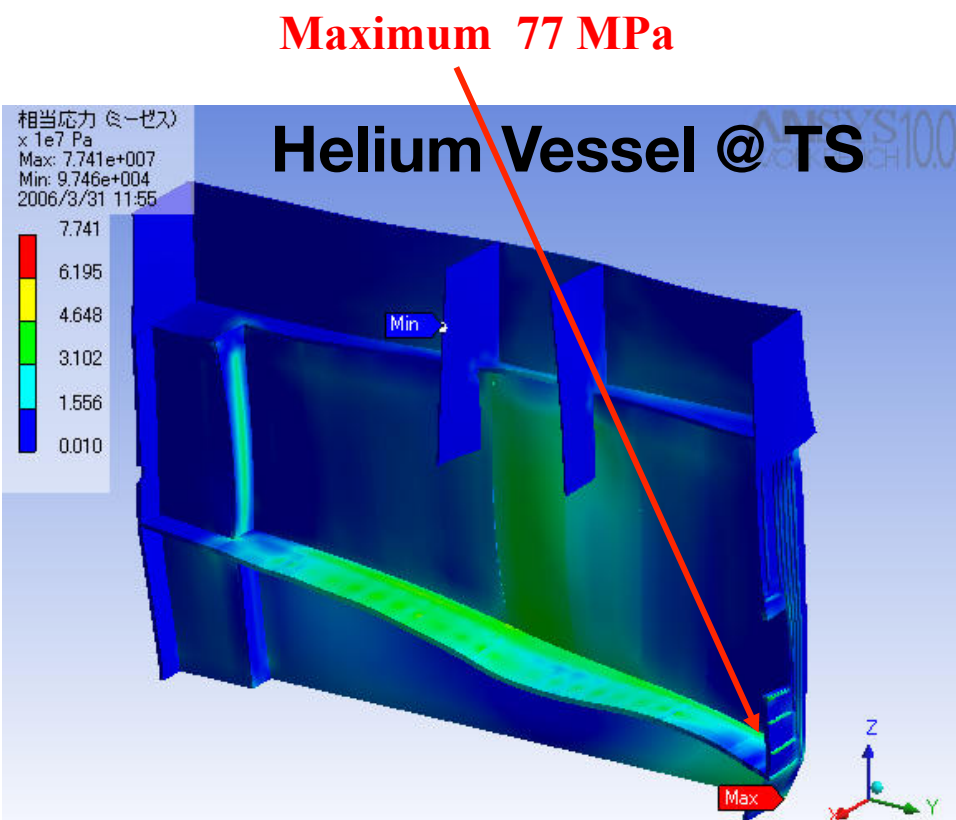 Maximum 77 MPa
相当応力 (ミーゼス)
x 1e7 Pa
Max: 7.741e+007
Min: 9.746e+004
2006/3/31 11:55
Helium Vessel @ TS
ANSYS10.0
7.741
6.195
4.648
3.102
1.556
0.010
Min
Max
Z
X
Y